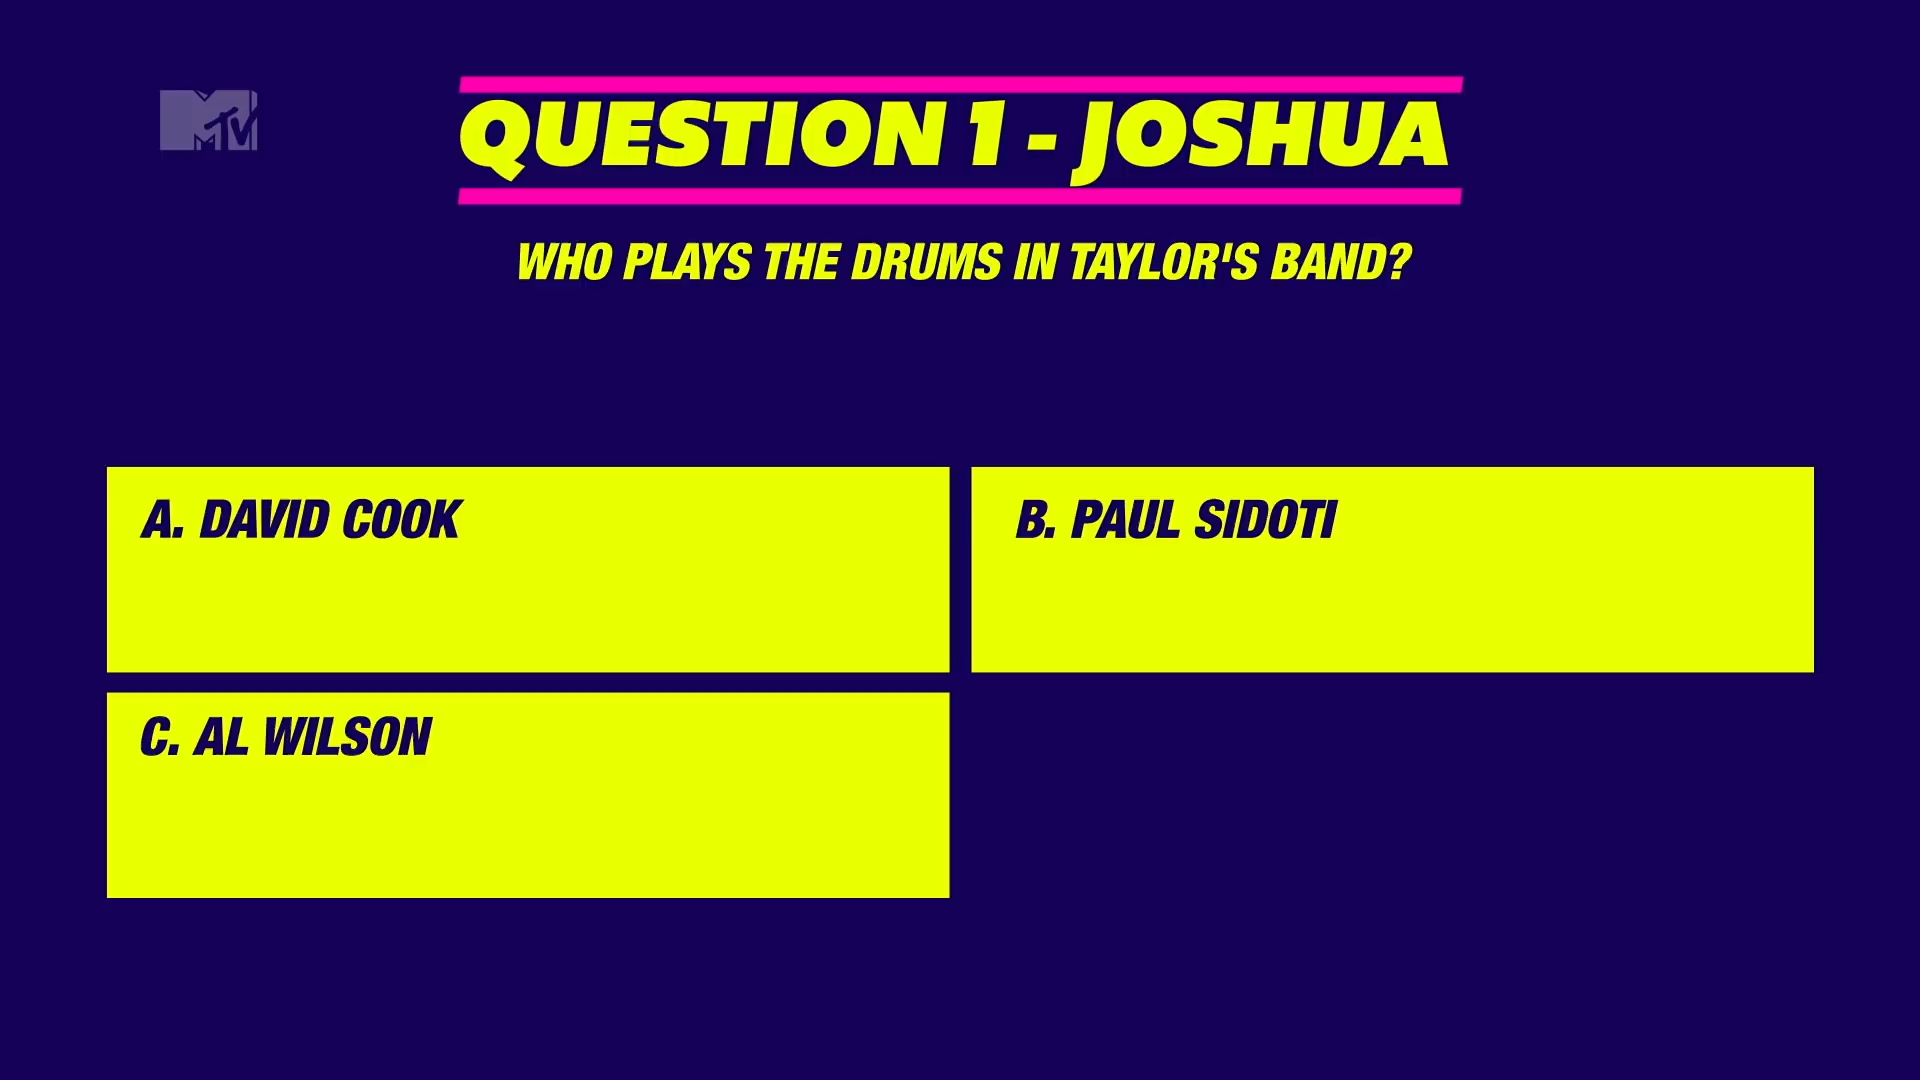 MTV
QUESTION 1 - JOSHUA
WHO PLAYS THE DRUMS IN TAYLOR'S BAND?
A. DAVID COOK
B. PAUL SIDOTI
C. AL WILSON